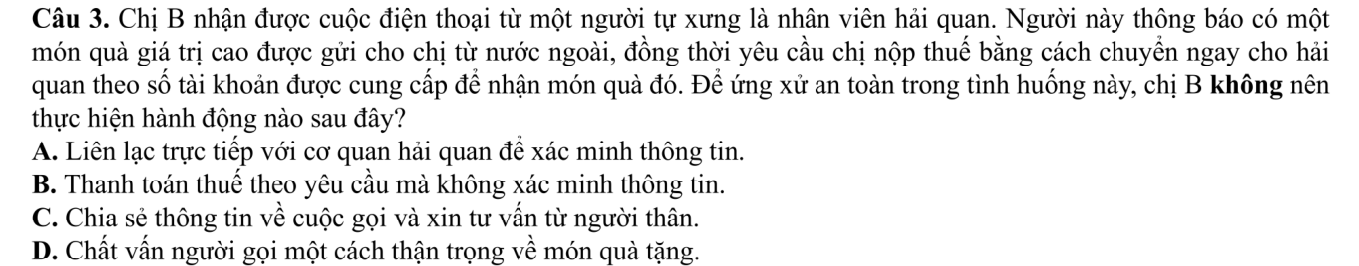 Câu 3. Chị B nhận được cuộc điện thoại từ một người tự xưng là nhân viên hải quan. Người này thông báo có một
món quà giá trị cao được gửi cho chị từ nước ngoài, đồng thời yêu cầu chị nộp thuế bằng cách chuyển ngay cho hải
quan theo số tài khoản được cung cấp để nhận món quà đó. Để ứng xử an toàn trong tình huống này, chị B không nên
thực hiện hành động nào sau đây?
A. Liên lạc trực tiếp với cơ quan hải quan để xác minh thông tin.
B. Thanh toán thuế theo yêu cầu mà không xác minh thông tin.
C. Chia sẻ thông tin về cuộc gọi và xin tư vấn từ người thân.
D. Chất vấn người gọi một cách thận trọng về món quà tặng.